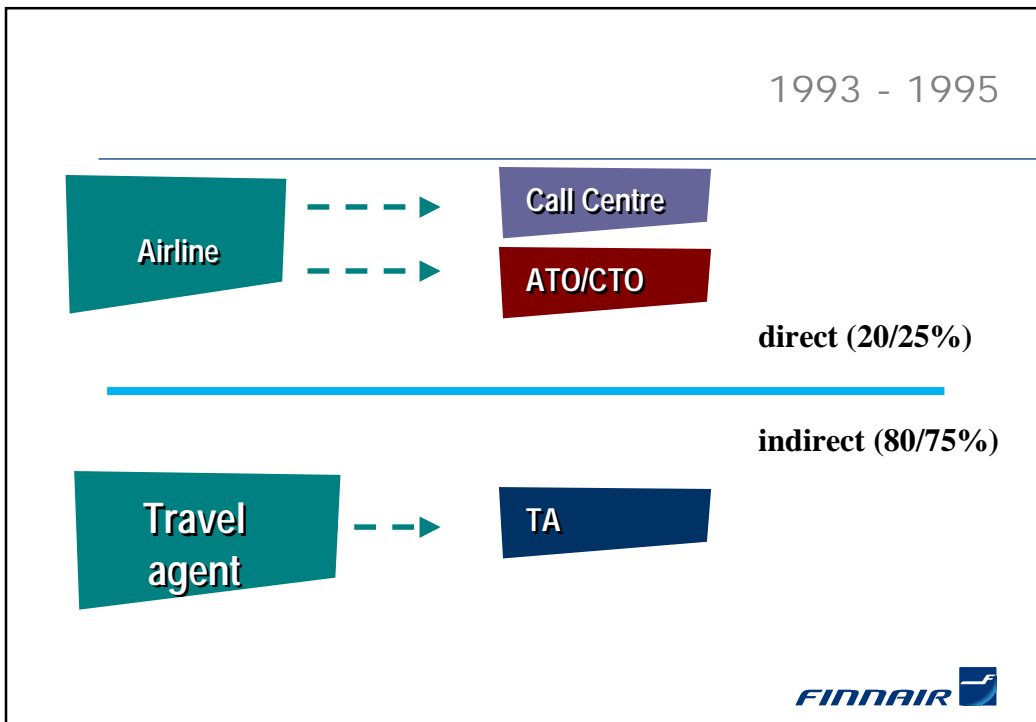 1993 - 1995
Airline
Call Centre
ATO/CTO
direct (20/25%)
indirect (80/75%)
Travel
agent
TA
FINNAIR